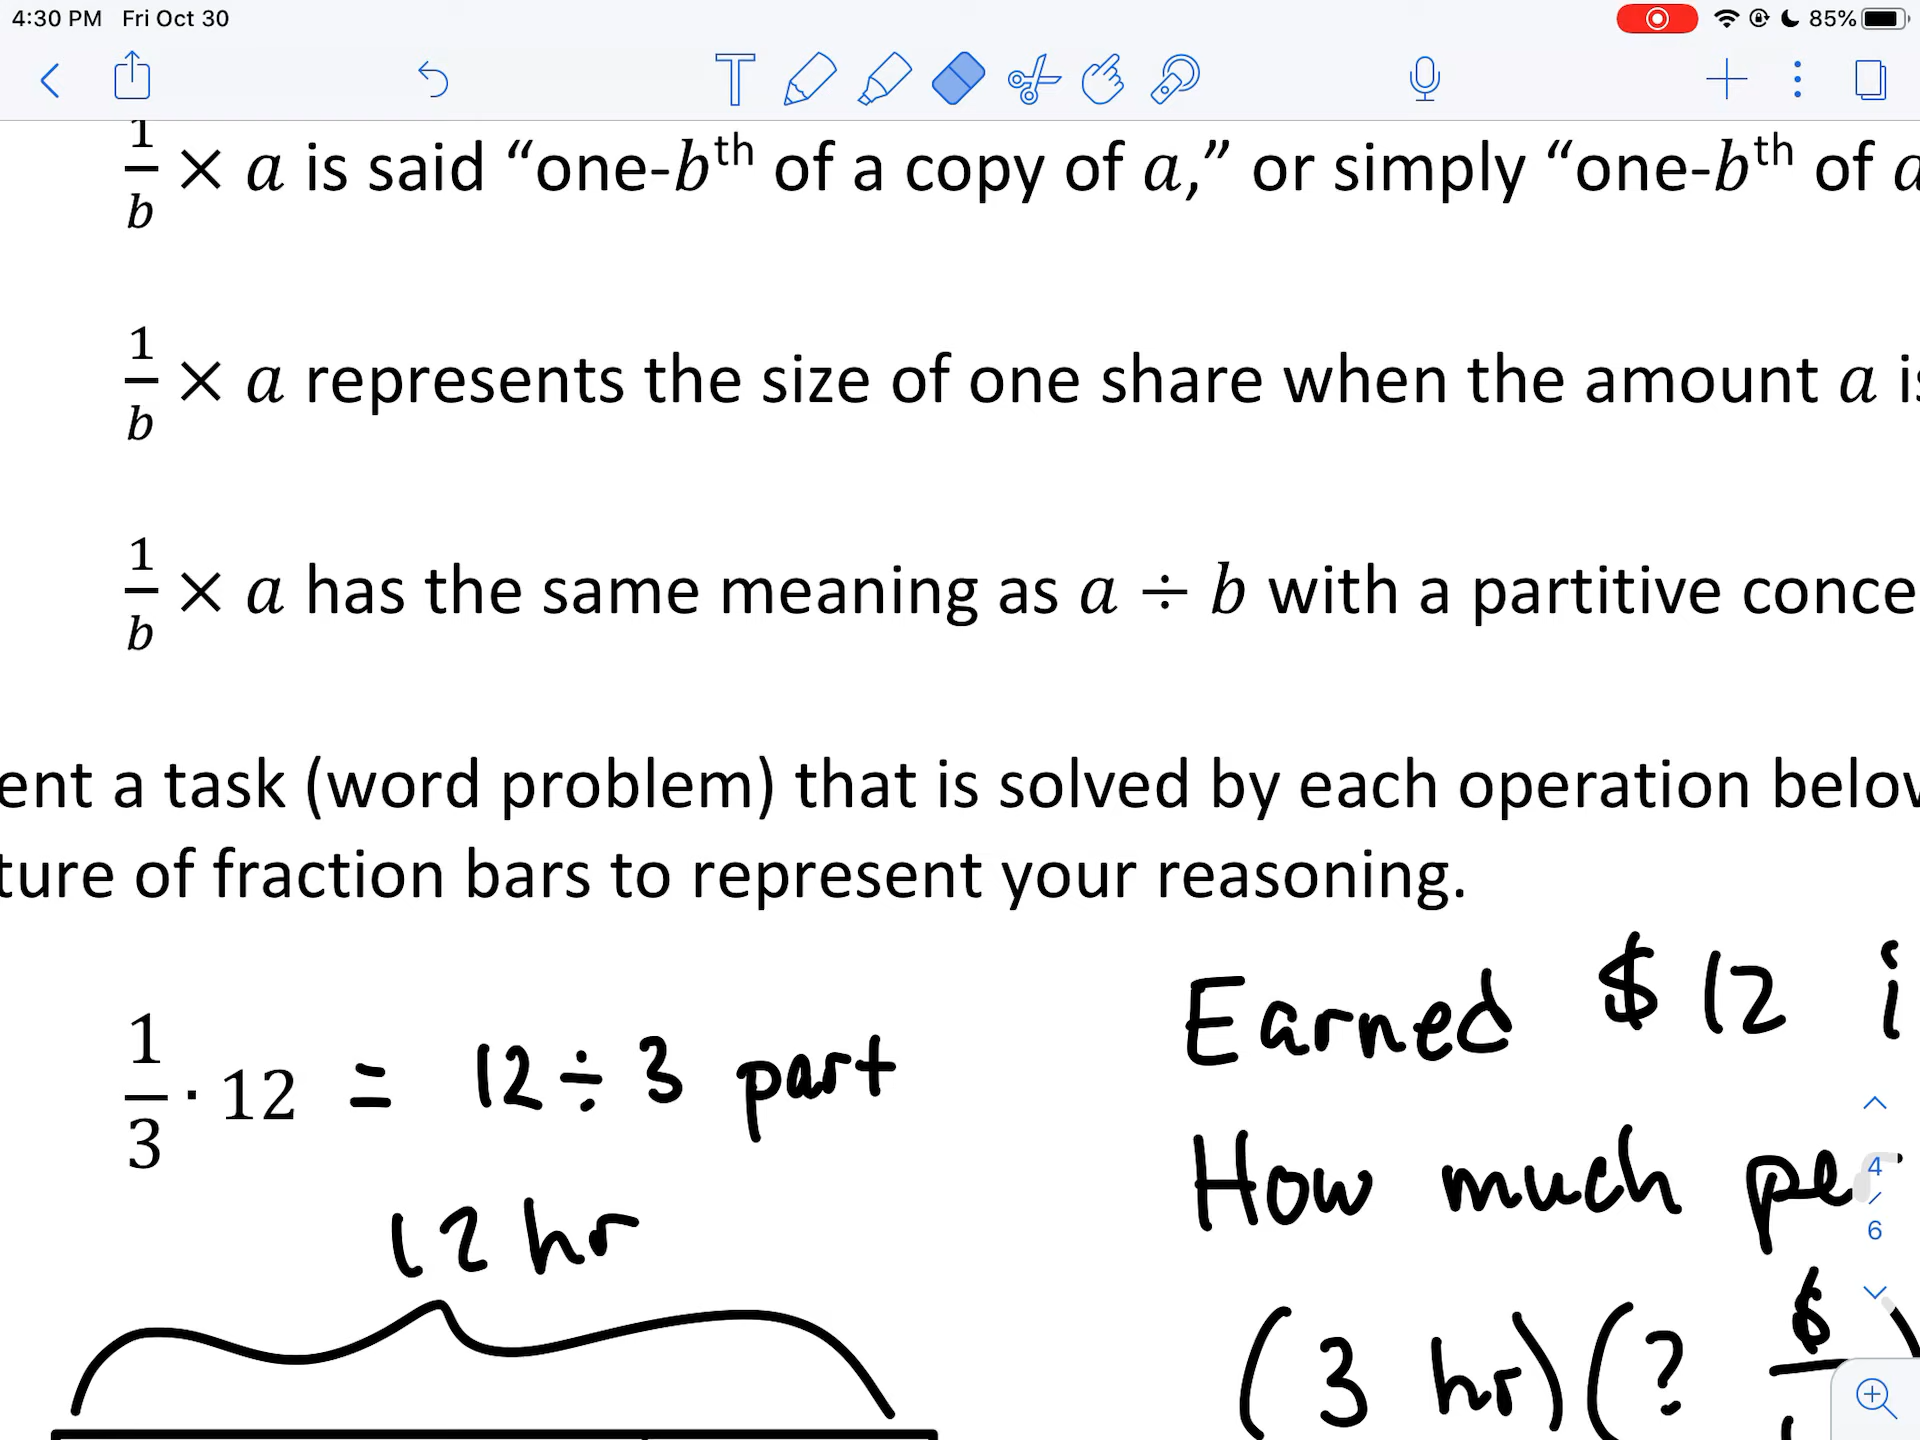 4:30 PM Fri Oct 30
85%
1/b × a is said “one-bᵗʰ of a copy of a,” or simply “one-bᵗʰ of a
1/b × a represents the size of one share when the amount a is
1/b × a has the same meaning as a ÷ b with a partitive conce
ent a task (word problem) that is solved by each operation below
ture of fraction bars to represent your reasoning.
1/3 · 12 = 12 ÷ 3 part
12 hr
Earned $12 i
How much per
(3 hr)(? $
4
/
6